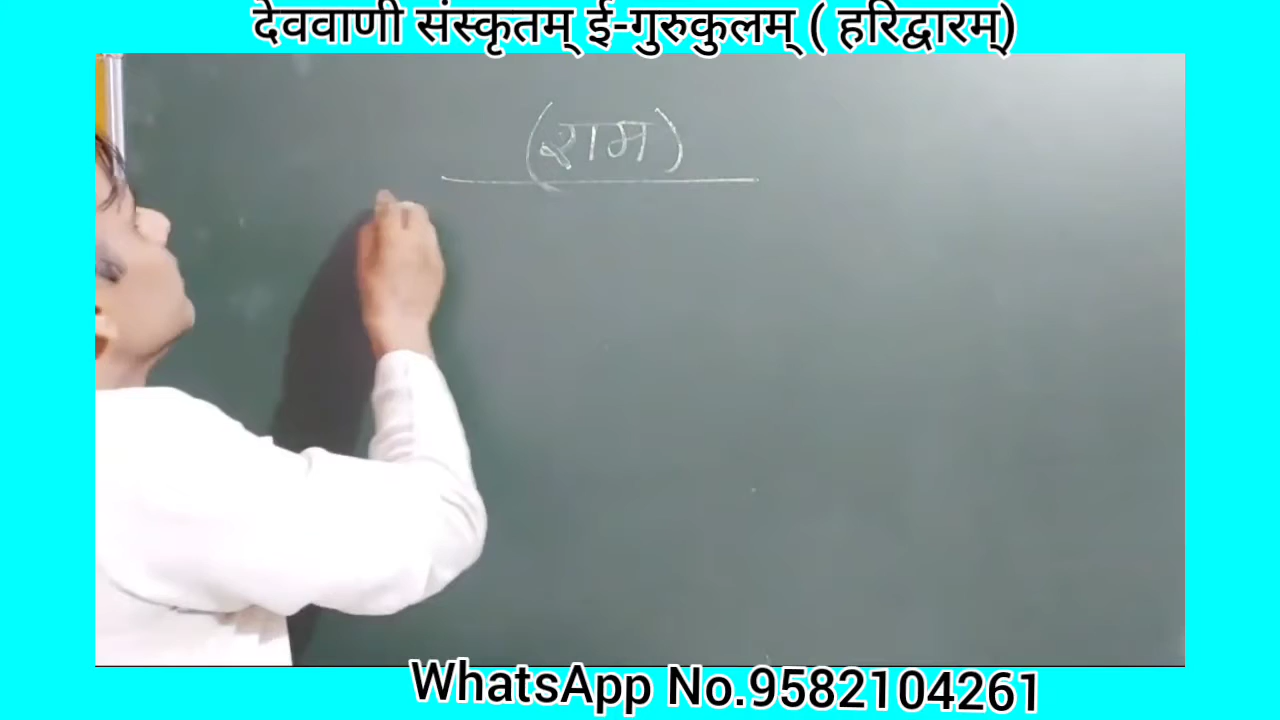 देववाणी संस्कृतम् ई-गुरुकुलम् ( हरिद्वारम्)
(राम)
WhatsApp No.9582104261